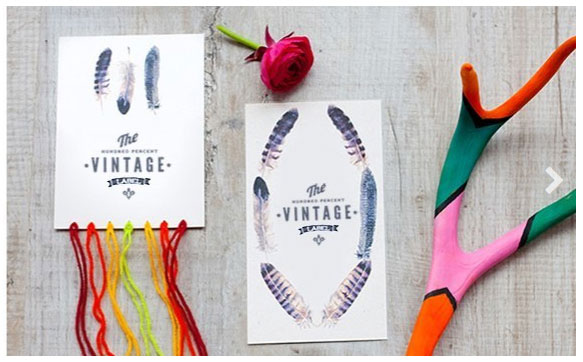 The
HUNDRED PERCENT
VINTAGE
LABEL
The
HUNDRED PERCENT
VINTAGE
LABEL